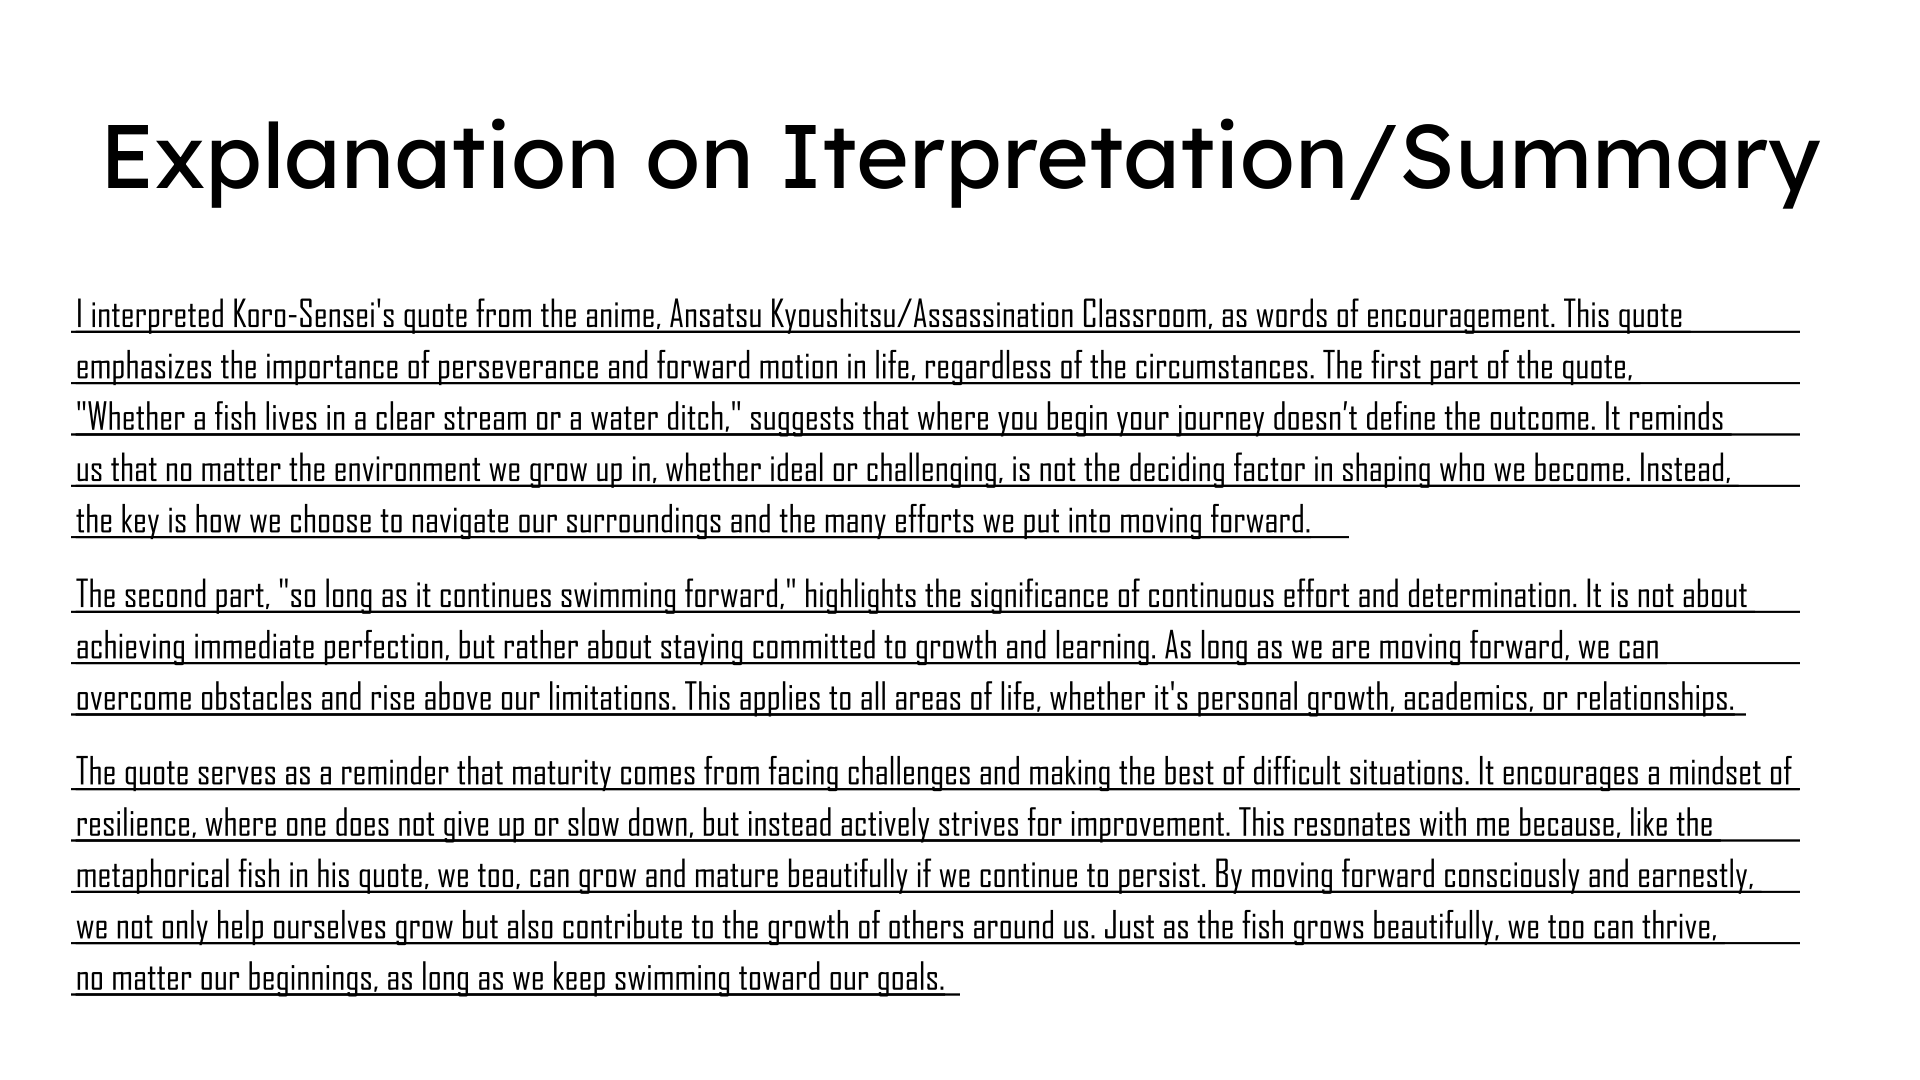 Explanation on Iterpretation/Summary
I interpreted Koro-Sensei's quote from the anime, Ansatsu Kyoushitsu/Assassination Classroom, as words of encouragement. This quote
emphasizes the importance of perseverance and forward motion in life, regardless of the circumstances. The first part of the quote,
"Whether a fish lives in a clear stream or a water ditch," suggests that where you begin your journey doesn’t define the outcome. It reminds
us that no matter the environment we grow up in, whether ideal or challenging, is not the deciding factor in shaping who we become. Instead,
the key is how we choose to navigate our surroundings and the many efforts we put into moving forward.
The second part, "so long as it continues swimming forward," highlights the significance of continuous effort and determination. It is not about
achieving immediate perfection, but rather about staying committed to growth and learning. As long as we are moving forward, we can
overcome obstacles and rise above our limitations. This applies to all areas of life, whether it's personal growth, academics, or relationships.
The quote serves as a reminder that maturity comes from facing challenges and making the best of difficult situations. It encourages a mindset of
resilience, where one does not give up or slow down, but instead actively strives for improvement. This resonates with me because, like the
metaphorical fish in his quote, we too, can grow and mature beautifully if we continue to persist. By moving forward consciously and earnestly,
we not only help ourselves grow but also contribute to the growth of others around us. Just as the fish grows beautifully, we too can thrive,
no matter our beginnings, as long as we keep swimming toward our goals.